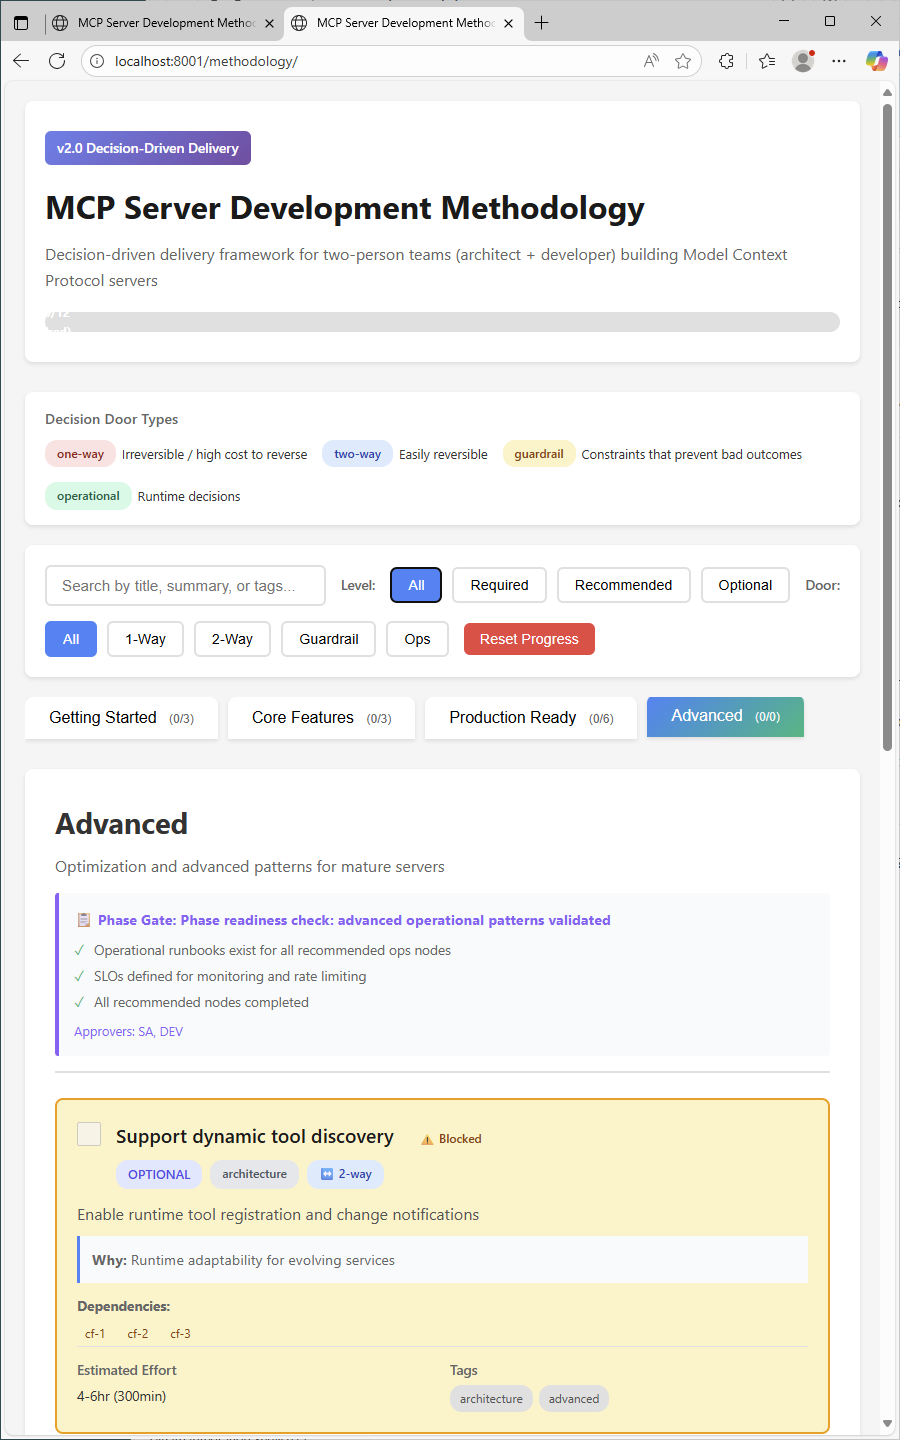 MCP Server Development Methodo
MCP Server Development Methodo
localhost:8001/methodology/
v2.0 Decision-Driven Delivery
MCP Server Development Methodology
Decision-driven delivery framework for two-person teams (architect + developer) building Model Context
Protocol servers
Decision Door Types
one-way Irreversible / high cost to reverse two-way Easily reversible guardrail Constraints that prevent bad outcomes
operational Runtime decisions
Search by title, summary, or tags... Level: All Required Recommended Optional Door:
All 1-Way 2-Way Guardrail Ops Reset Progress
Getting Started (0/3) Core Features (0/3) Production Ready (0/6) Advanced (0/0)
Advanced
Optimization and advanced patterns for mature servers
Phase Gate: Phase readiness check: advanced operational patterns validated
✓ Operational runbooks exist for all recommended ops nodes
✓ SLOs defined for monitoring and rate limiting
✓ All recommended nodes completed
Approvers: SA, DEV
Support dynamic tool discovery ⚠ Blocked
OPTIONAL architecture ↔ 2-way
Enable runtime tool registration and change notifications
Why: Runtime adaptability for evolving services
Dependencies:
cf-1 cf-2 cf-3
Estimated Effort Tags
4-6hr (300min) architecture advanced